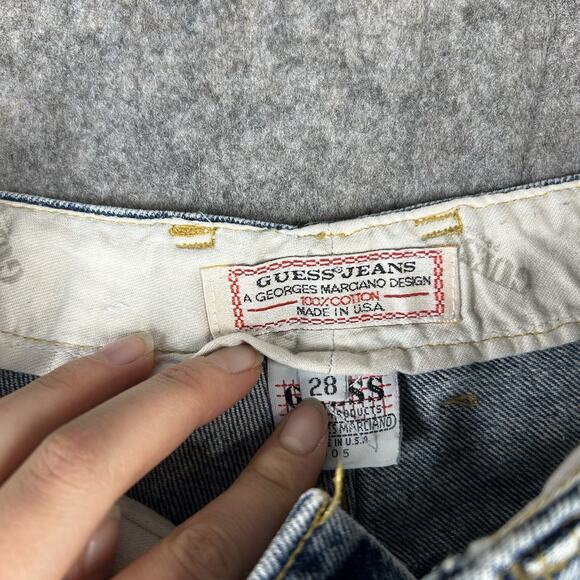 GUESS® JEANS
A GEORGES MARCIANO DESIGN
100% COTTON
MADE IN U.S.A.
28
PRODUCTS
MARCIANO
IN U.S.A.
05